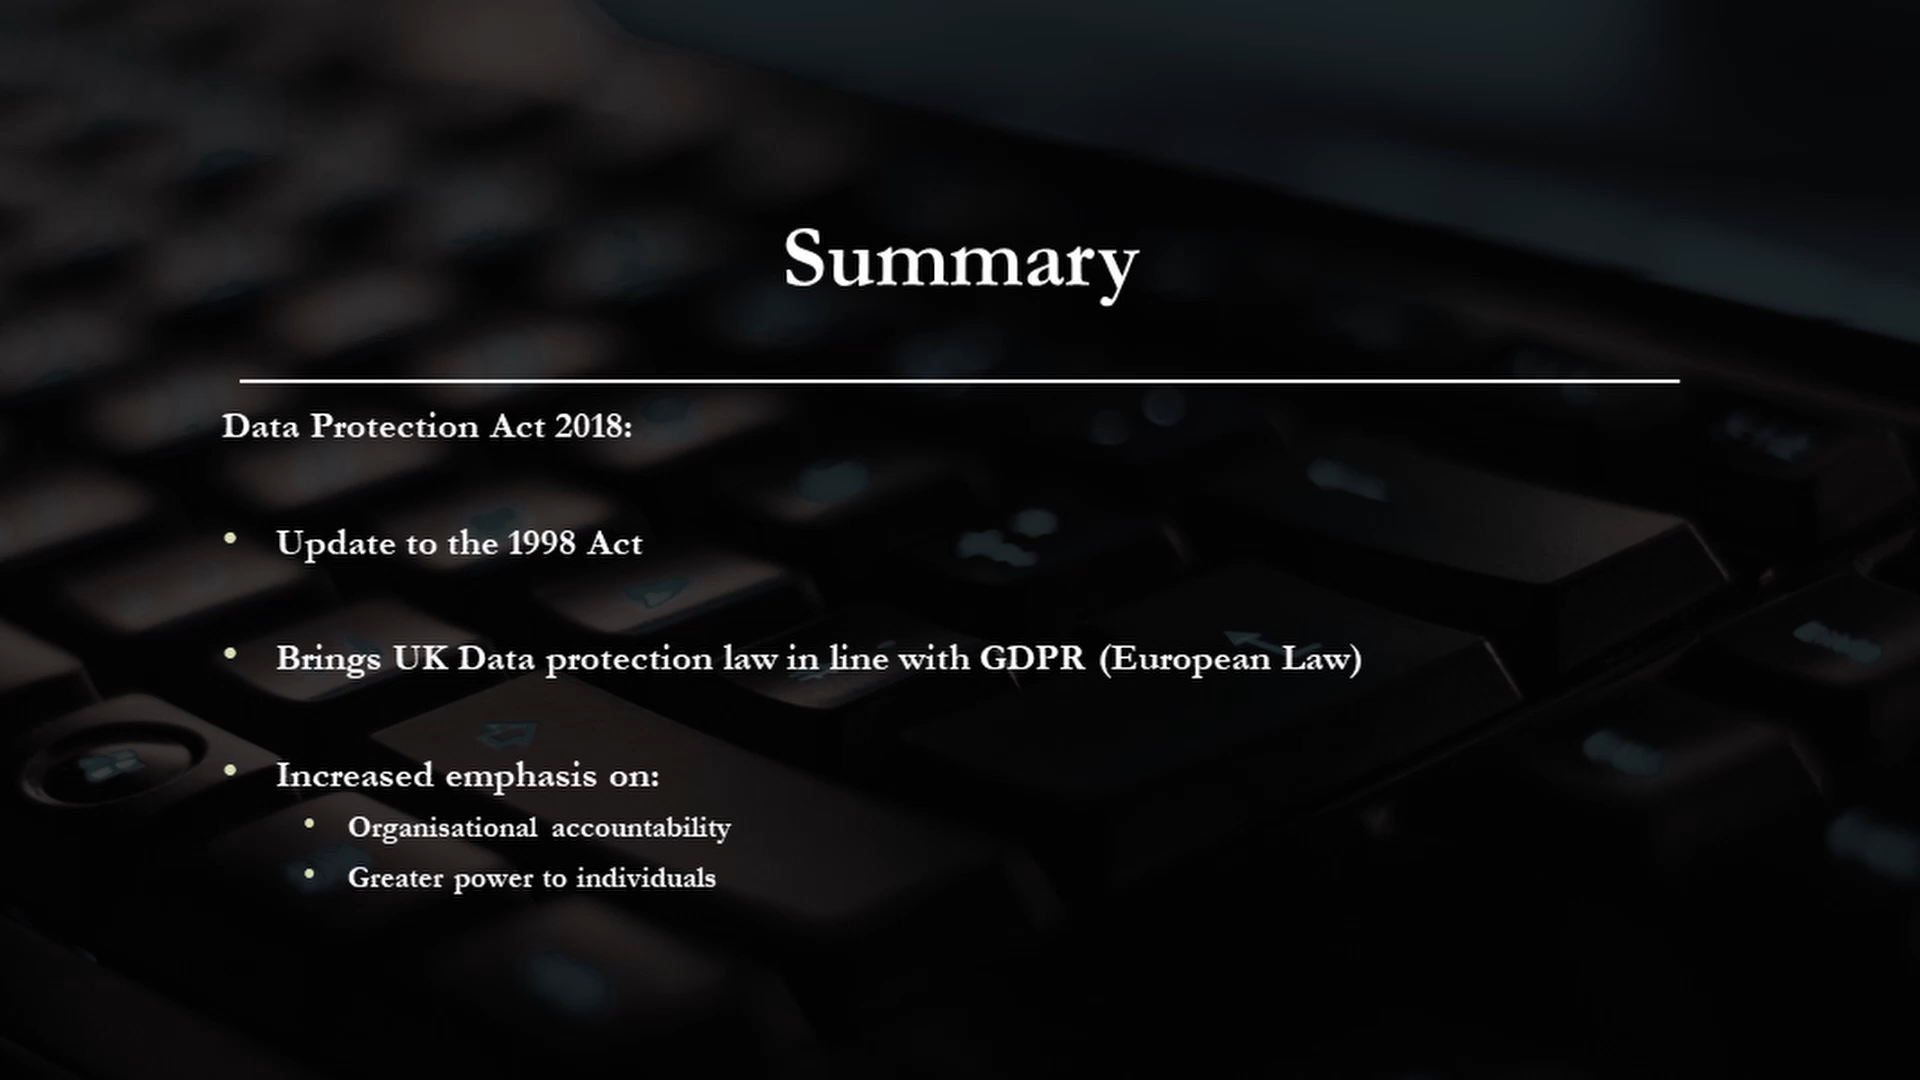 Summary
Data Protection Act 2018:
• Update to the 1998 Act
• Brings UK Data protection law in line with GDPR (European Law)
• Increased emphasis on:
• Organisational accountability
• Greater power to individuals